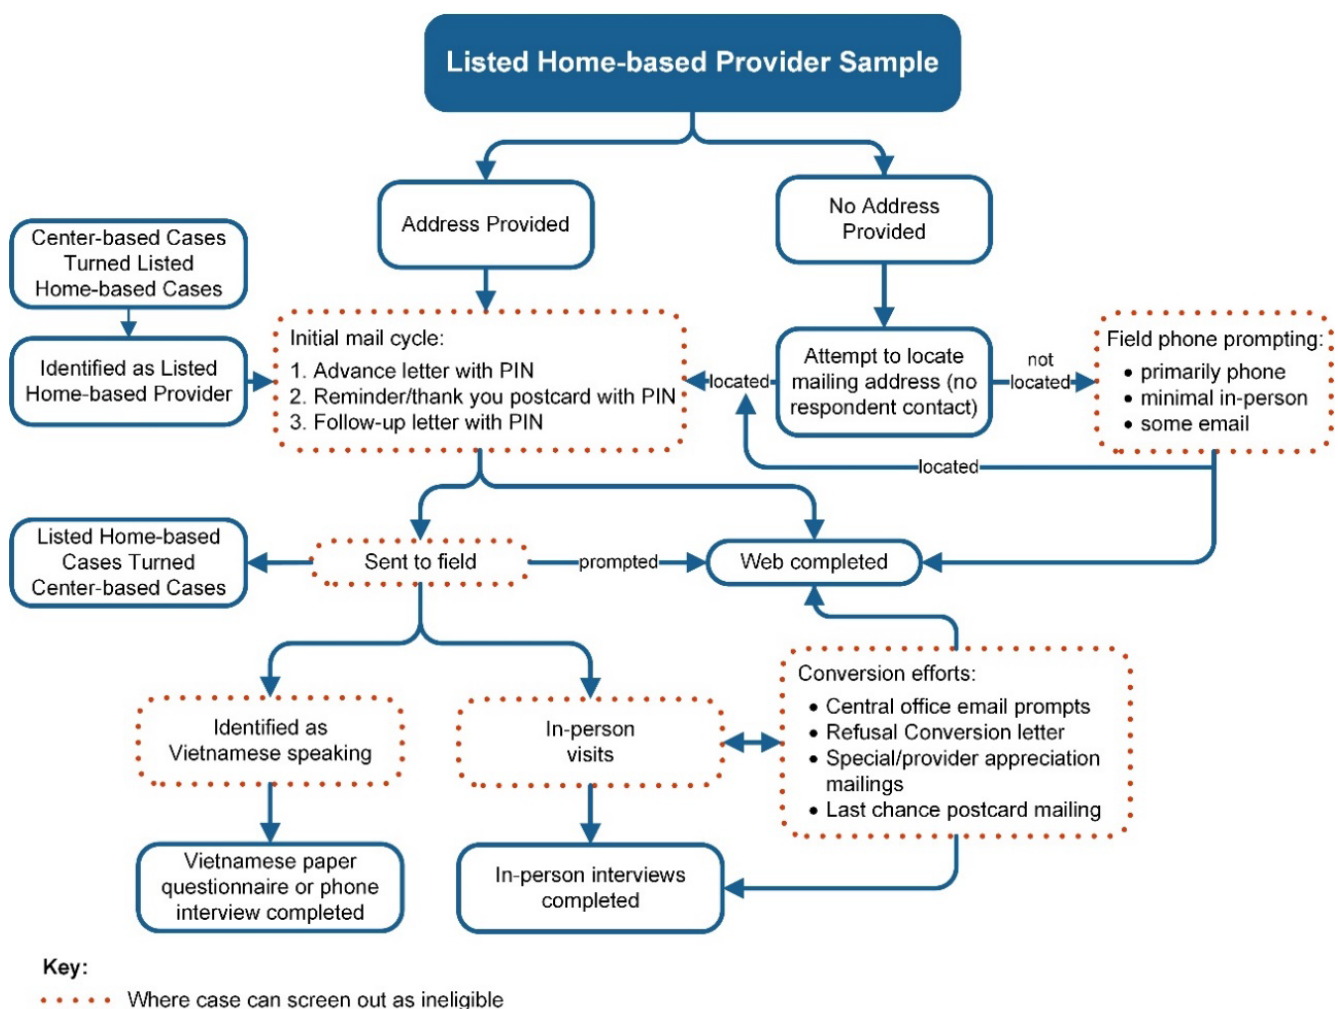 Listed Home-based Provider Sample
Address Provided
No Address
Provided
Center-based Cases
Turned Listed
Home-based Cases
Identified as Listed
Home-based Provider
Initial mail cycle:
1. Advance letter with PIN
2. Reminder/thank you postcard with PIN
3. Follow-up letter with PIN
located
Attempt to locate
mailing address (no
respondent contact)
not
located
Field phone prompting:
• primarily phone
• minimal in-person
• some email
located
Listed Home-based
Cases Turned
Center-based Cases
Sent to field
prompted
Web completed
Identified as
Vietnamese speaking
In-person
visits
Conversion efforts:
• Central office email prompts
• Refusal Conversion letter
• Special/provider appreciation
mailings
• Last chance postcard mailing
Vietnamese paper
questionnaire or phone
interview completed
In-person interviews
completed
Key:
Where case can screen out as ineligible